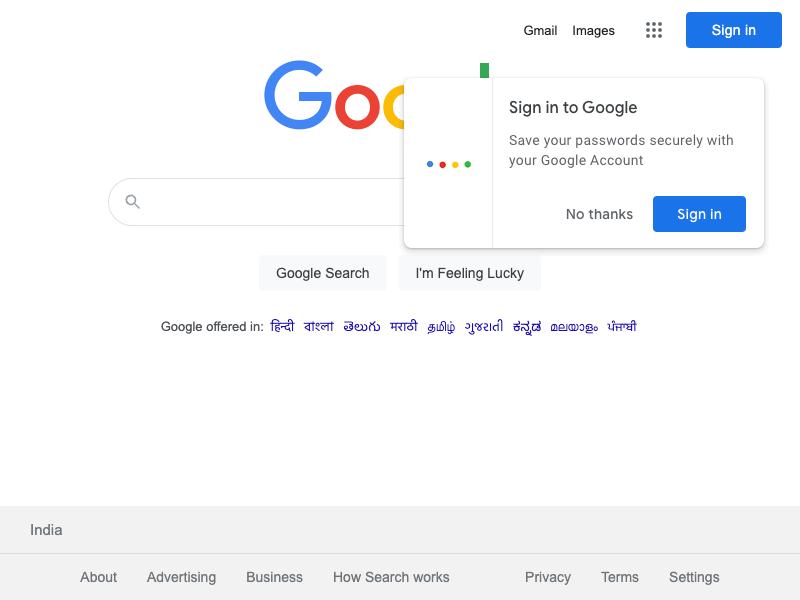 Gmail Images Sign in
Sign in to Google
Save your passwords securely with
your Google Account
No thanks Sign in
Google Search I'm Feeling Lucky
Google offered in: हिन्दी বাংলা తెలుగు मराठी தமிழ் ગુજરાતી ಕನ್ನಡ മലയാളം ਪੰਜਾਬੀ
India
About Advertising Business How Search works Privacy Terms Settings